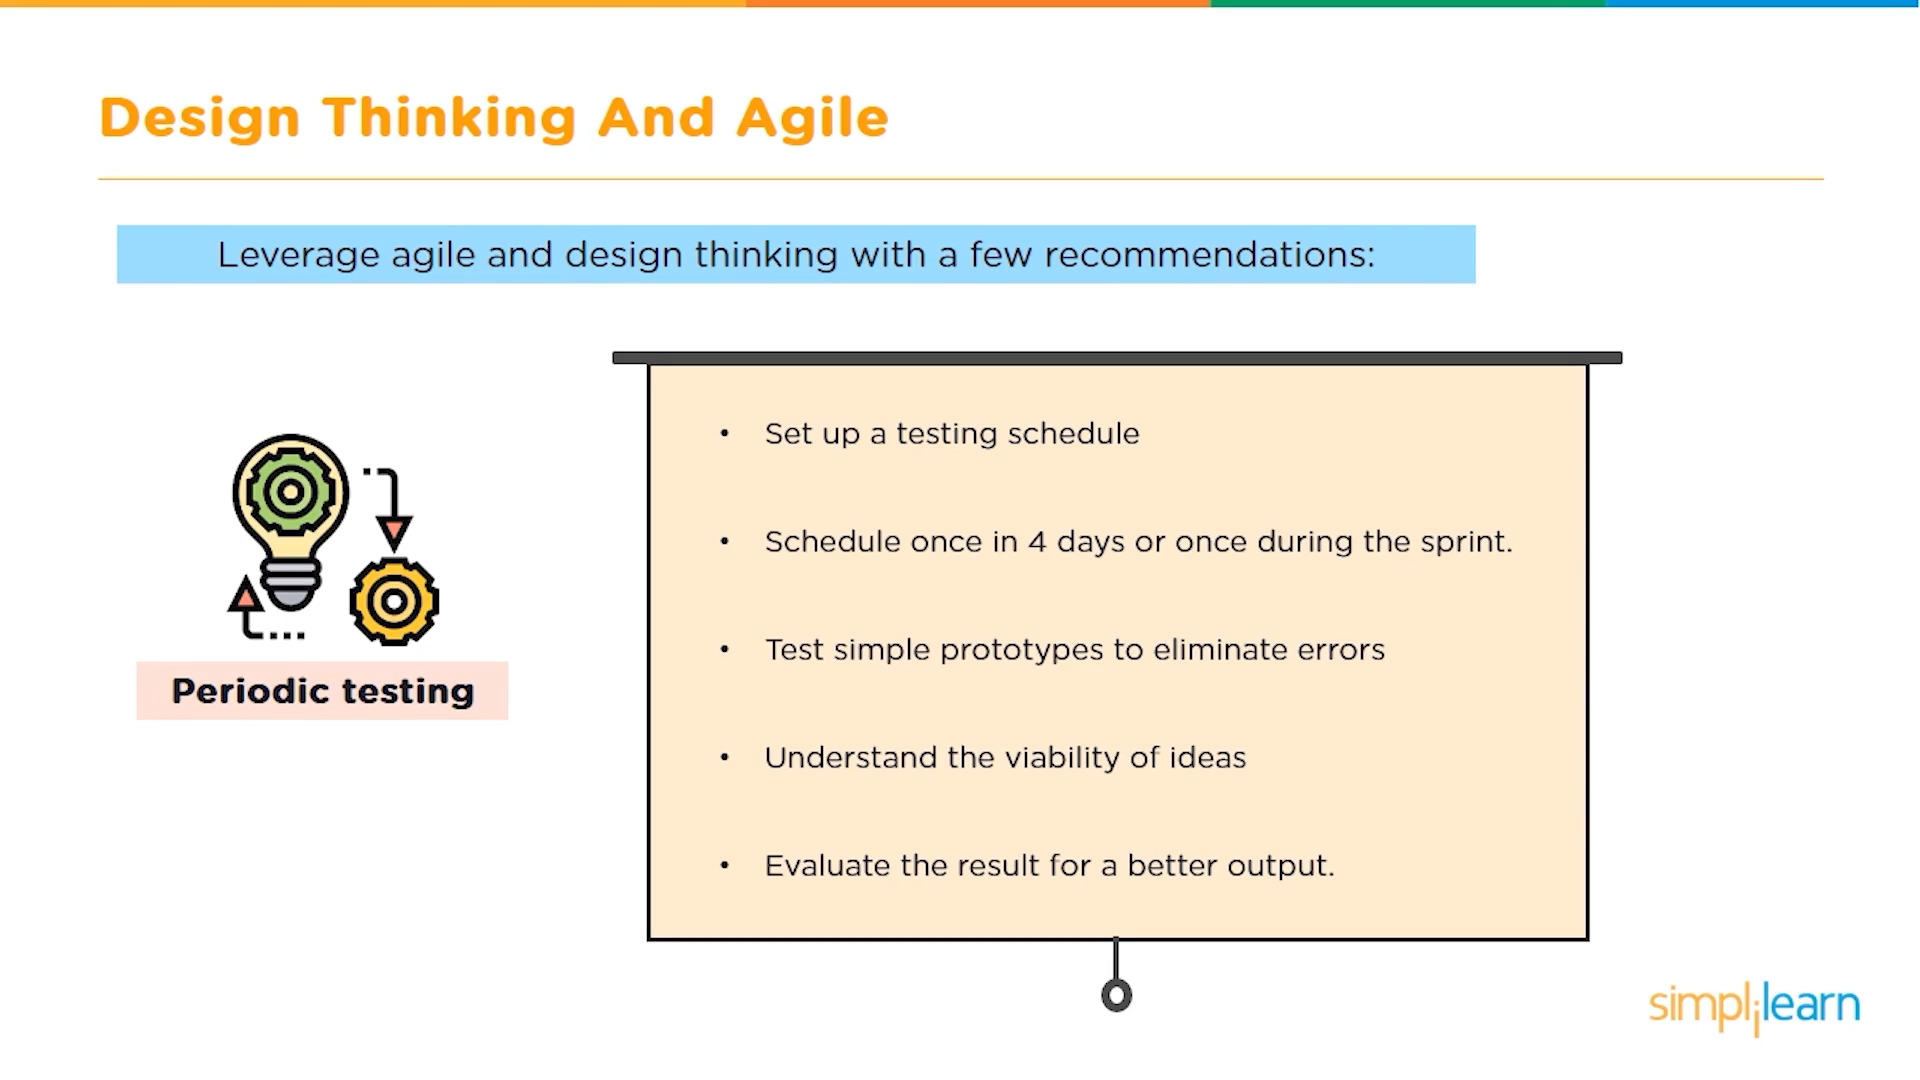 Design Thinking And Agile
Leverage agile and design thinking with a few recommendations:
• Set up a testing schedule
• Schedule once in 4 days or once during the sprint.
• Test simple prototypes to eliminate errors
• Understand the viability of ideas
• Evaluate the result for a better output.
Periodic testing
simplilearn